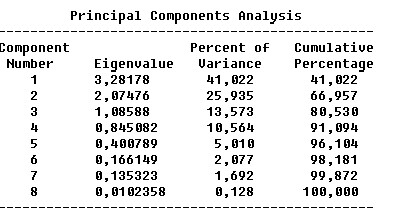 Principal Components Analysis
Component Percent of Cumulative
Number Eigenvalue Variance Percentage
1 3,28178 41,022 41,022
2 2,07476 25,935 66,957
3 1,08588 13,573 80,530
4 0,845082 10,564 91,094
5 0,400789 5,010 96,104
6 0,166149 2,077 98,181
7 0,135323 1,692 99,872
8 0,0102358 0,128 100,000